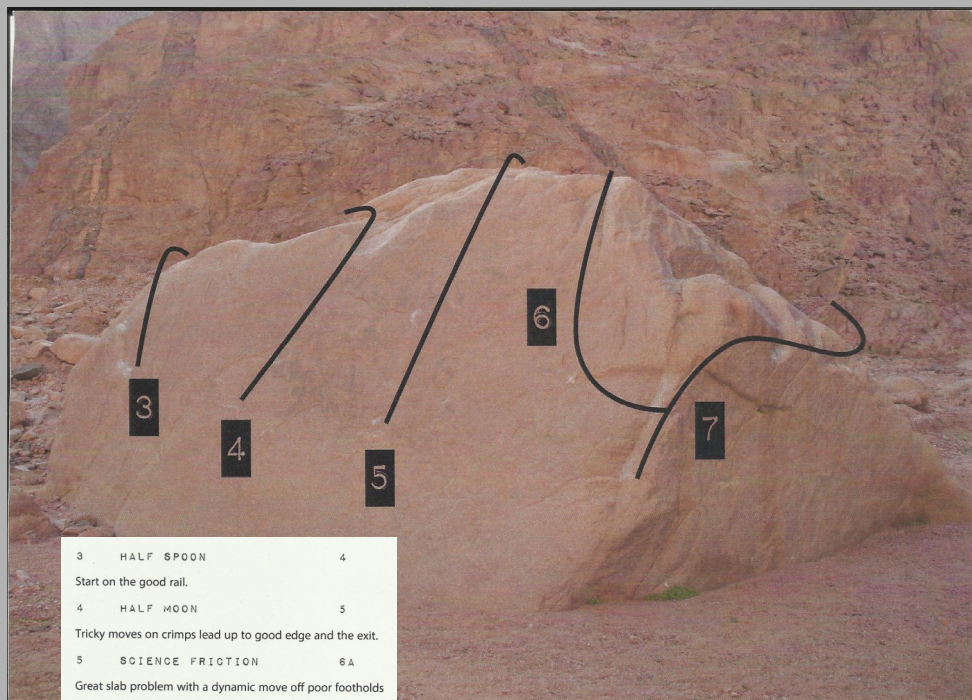 3
4
5
6
7
3 HALF SPOON 4
Start on the good rail.
4 HALF MOON 5
Tricky moves on crimps lead up to good edge and the exit.
5 SCIENCE FRICTION 6A
Great slab problem with a dynamic move off poor footholds